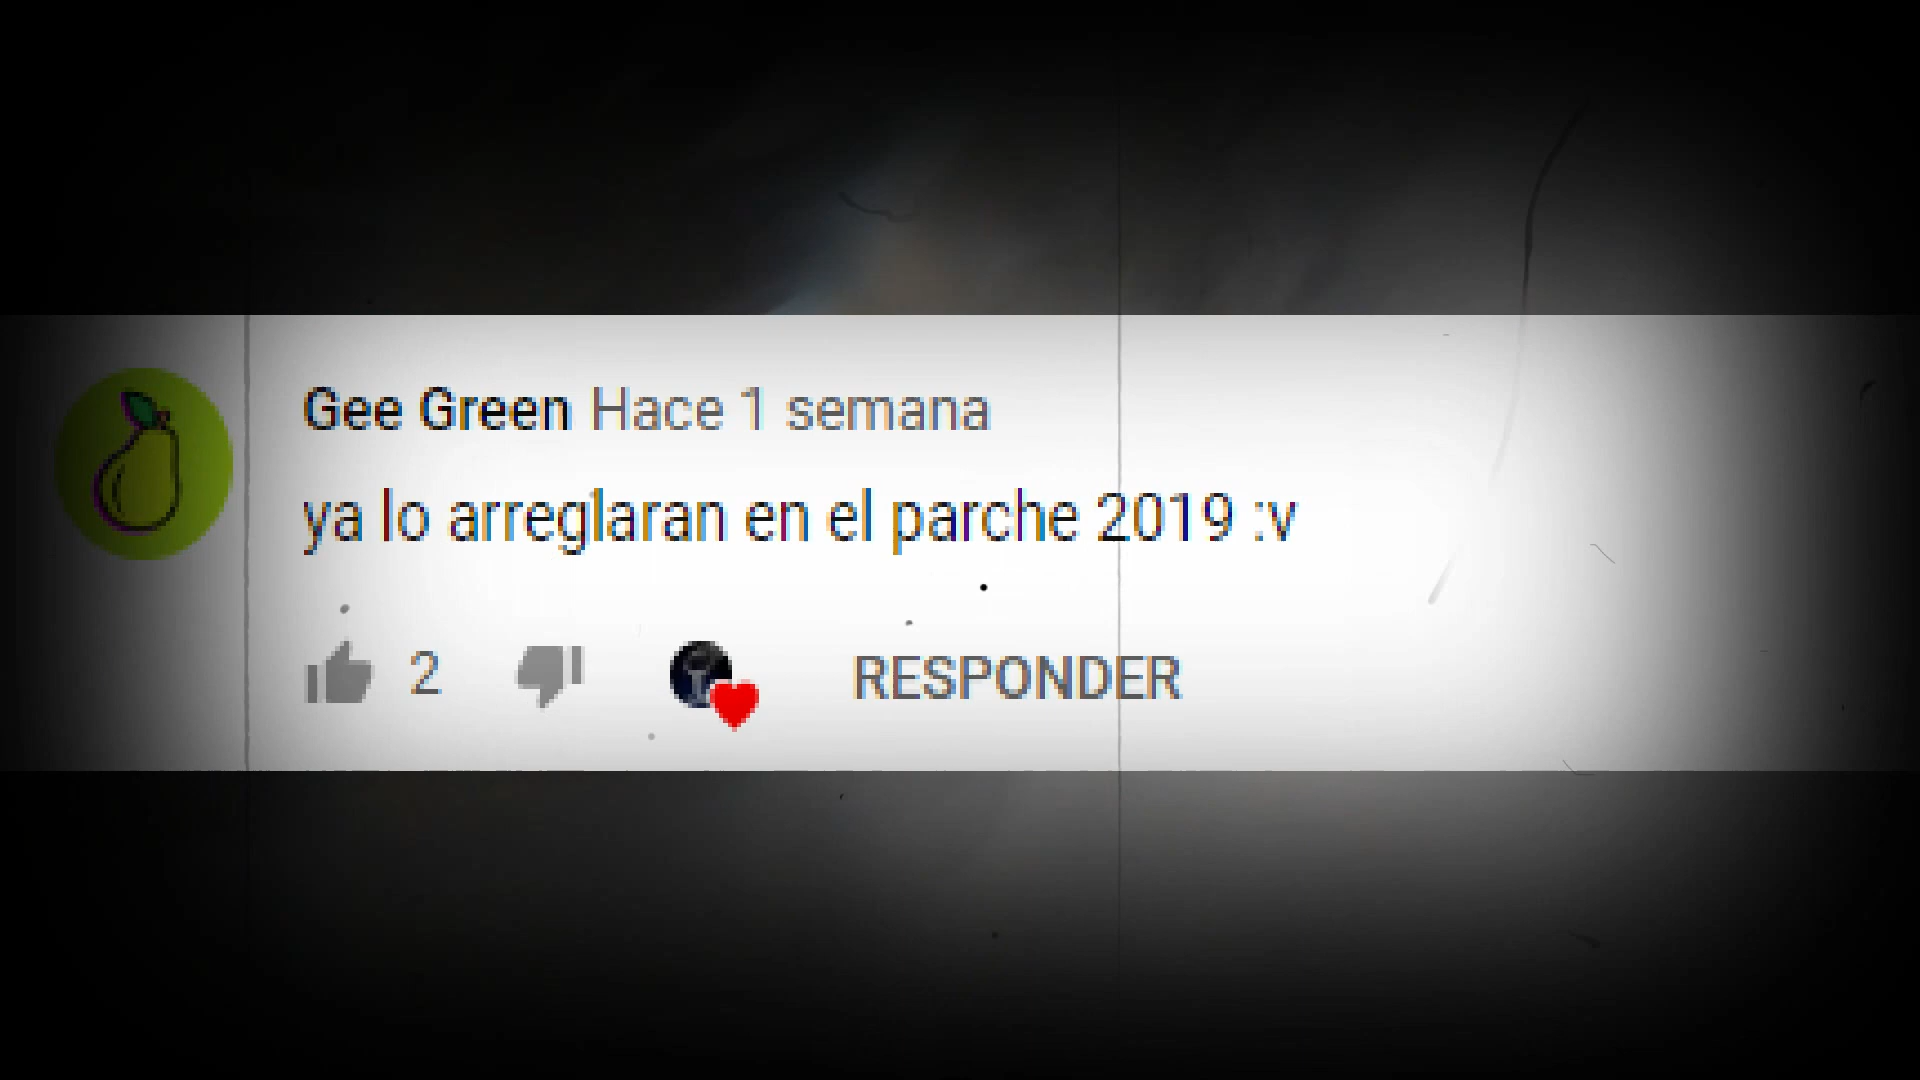 Gee Green Hace 1 semana
ya lo arreglaran en el parche 2019 :v
2 RESPONDER